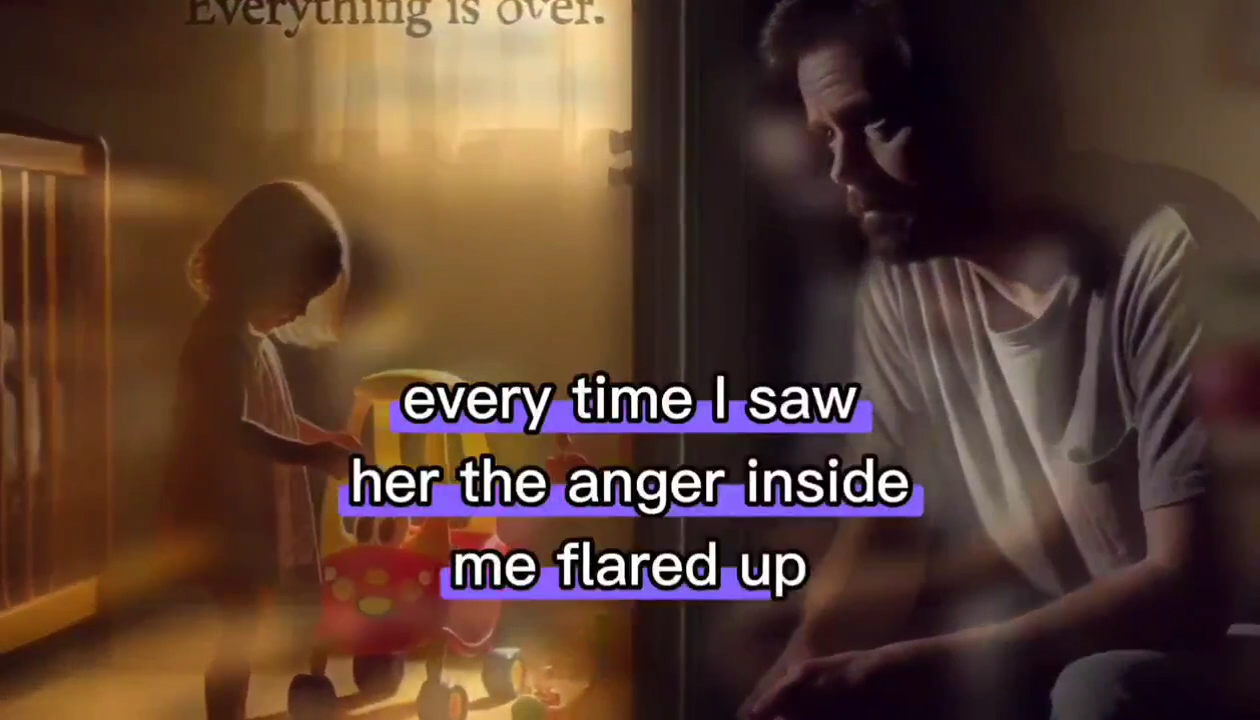 Everything is over.
every time I saw
her the anger inside
me flared up